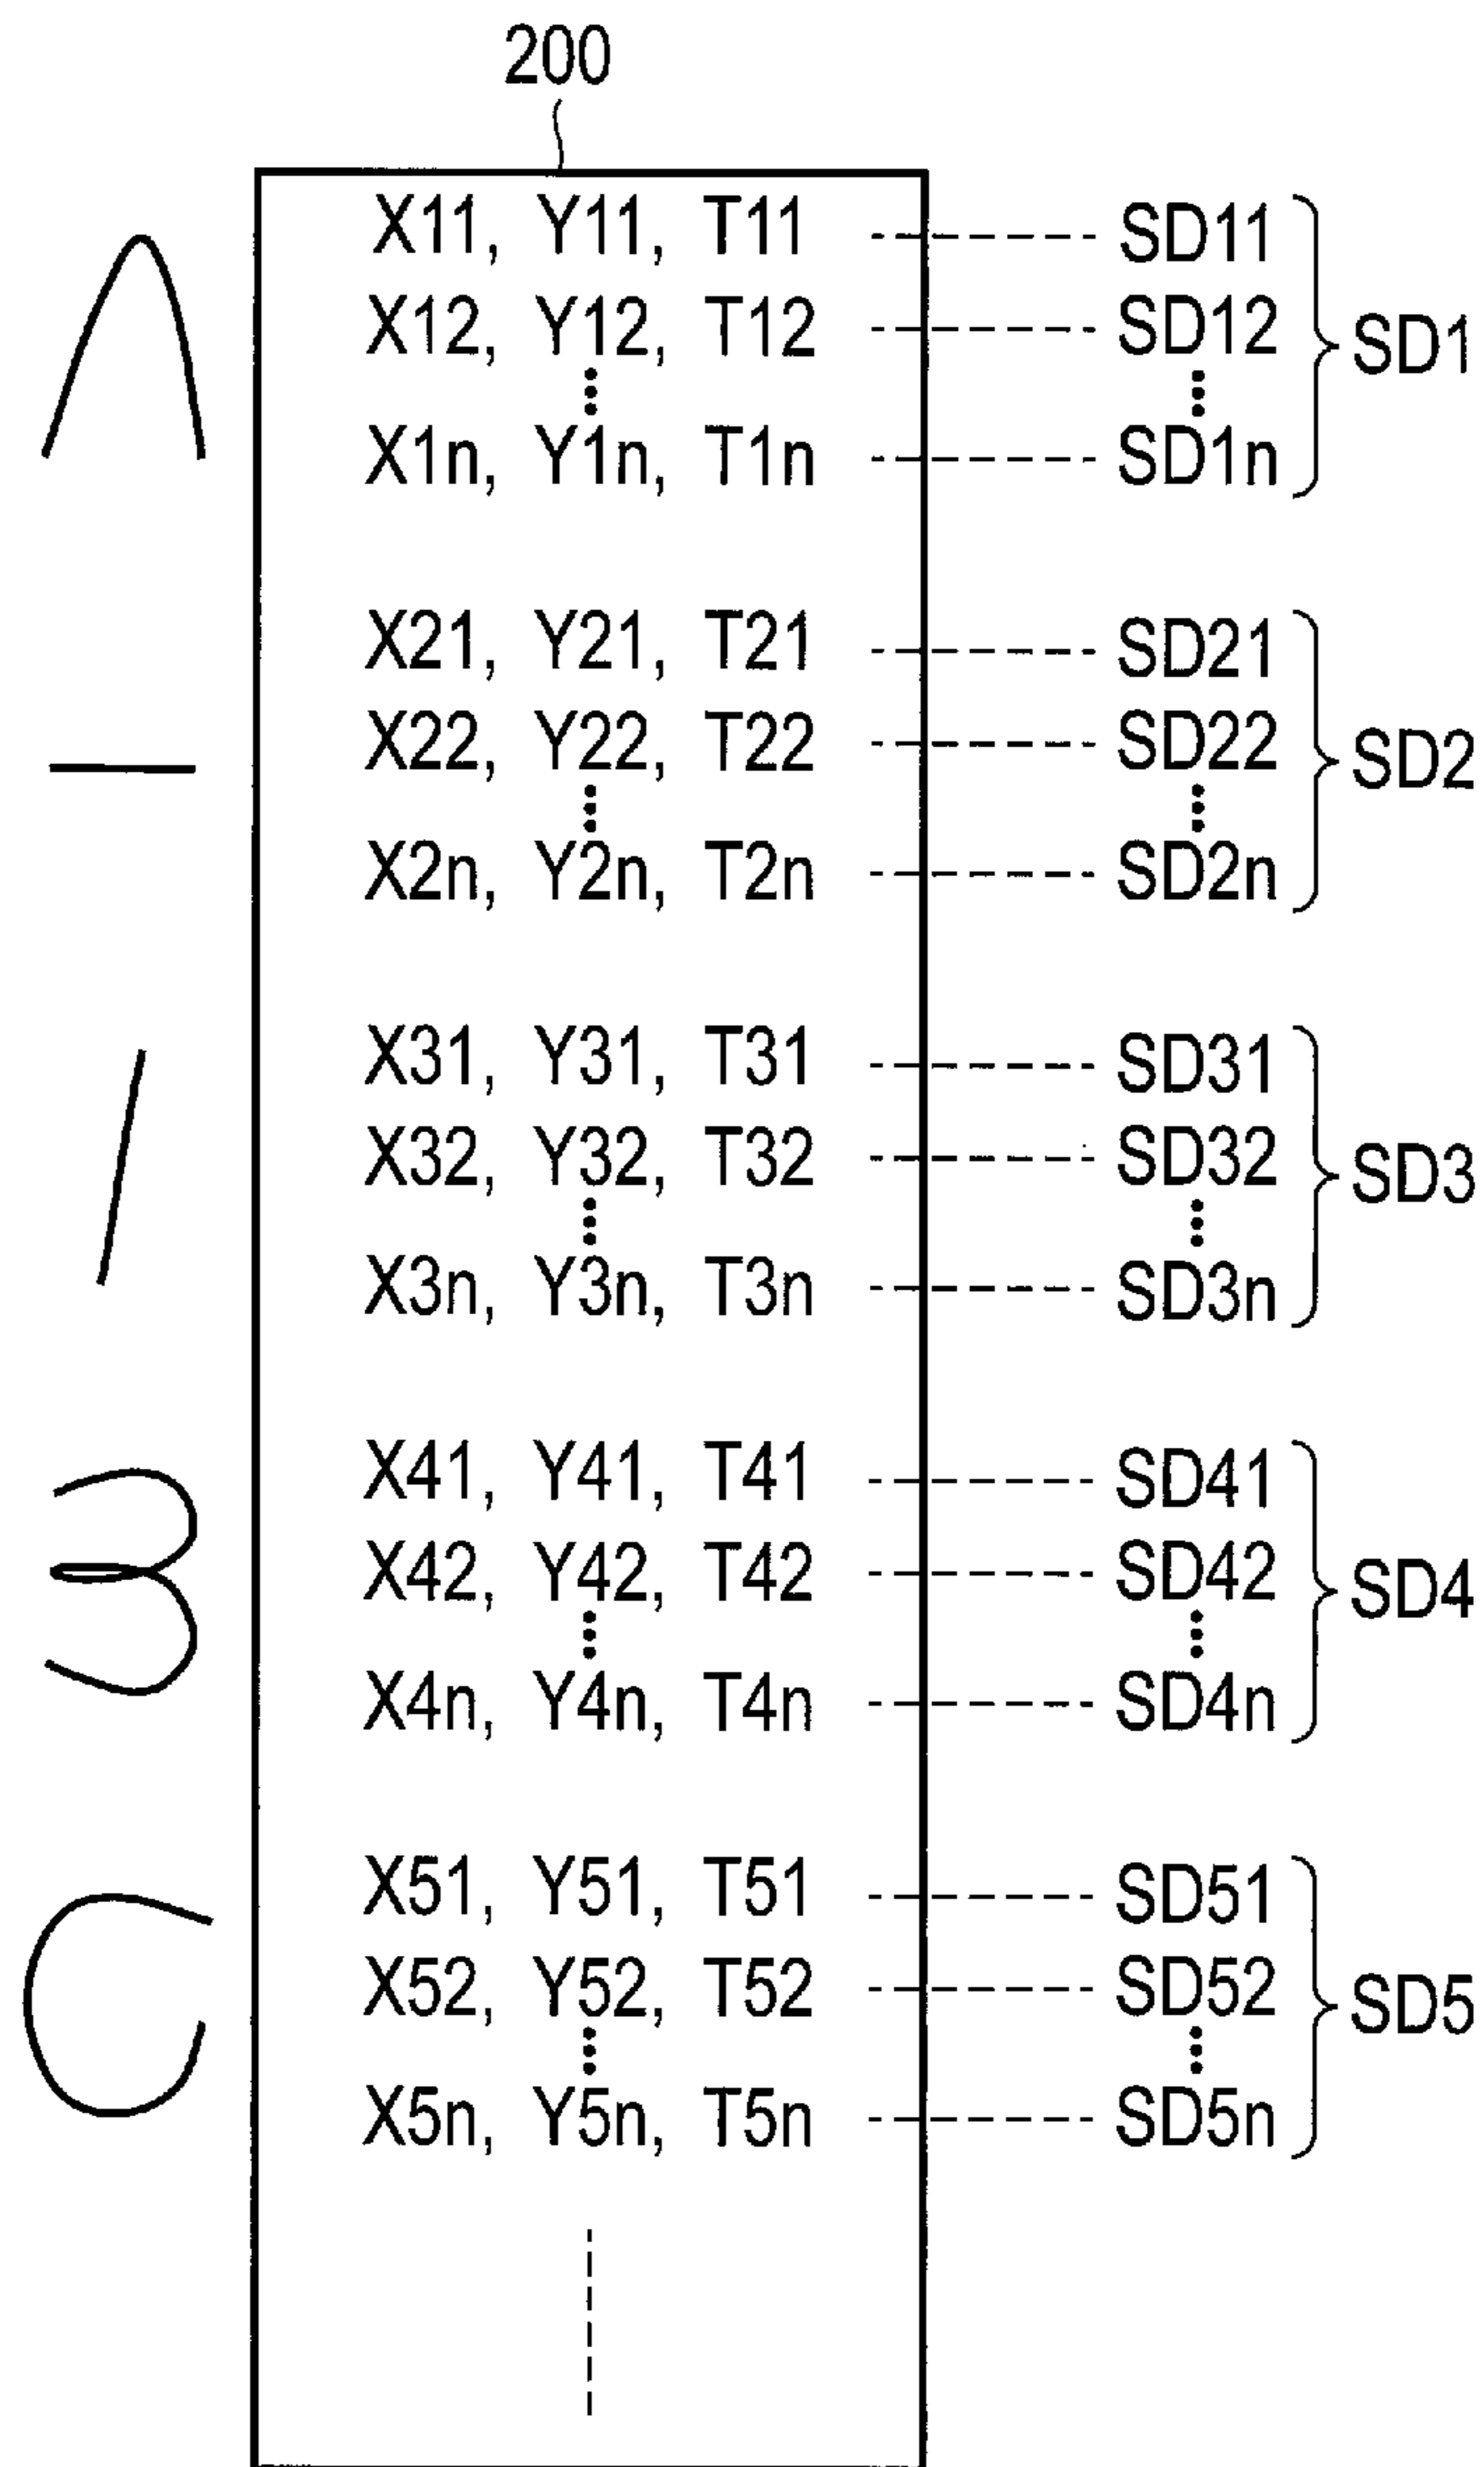 200
X11, Y11, T11 SD11
X12, Y12, T12 SD12 SD1
X1n, Y1n, T1n SD1n
X21, Y21, T21 SD21
X22, Y22, T22 SD22 SD2
X2n, Y2n, T2n SD2n
X31, Y31, T31 SD31
X32, Y32, T32 SD32 SD3
X3n, Y3n, T3n SD3n
X41, Y41, T41 SD41
X42, Y42, T42 SD42 SD4
X4n, Y4n, T4n SD4n
X51, Y51, T51 SD51
X52, Y52, T52 SD52 SD5
X5n, Y5n, T5n SD5n